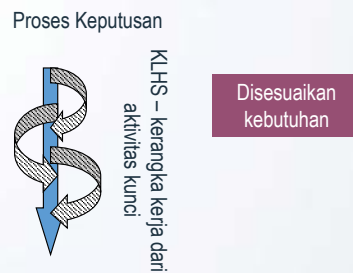 Proses Keputusan
KLHS – kerangka kerja dari
aktivitas kunci
Disesuaikan
kebutuhan